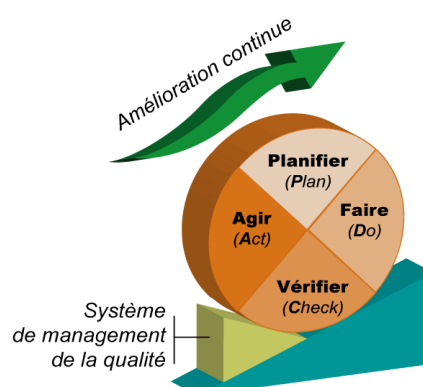 Amélioration continue
Planifier
(Plan)
Faire
(Do)
Agir
(Act)
Vérifier
(Check)
Système
de management
de la qualité